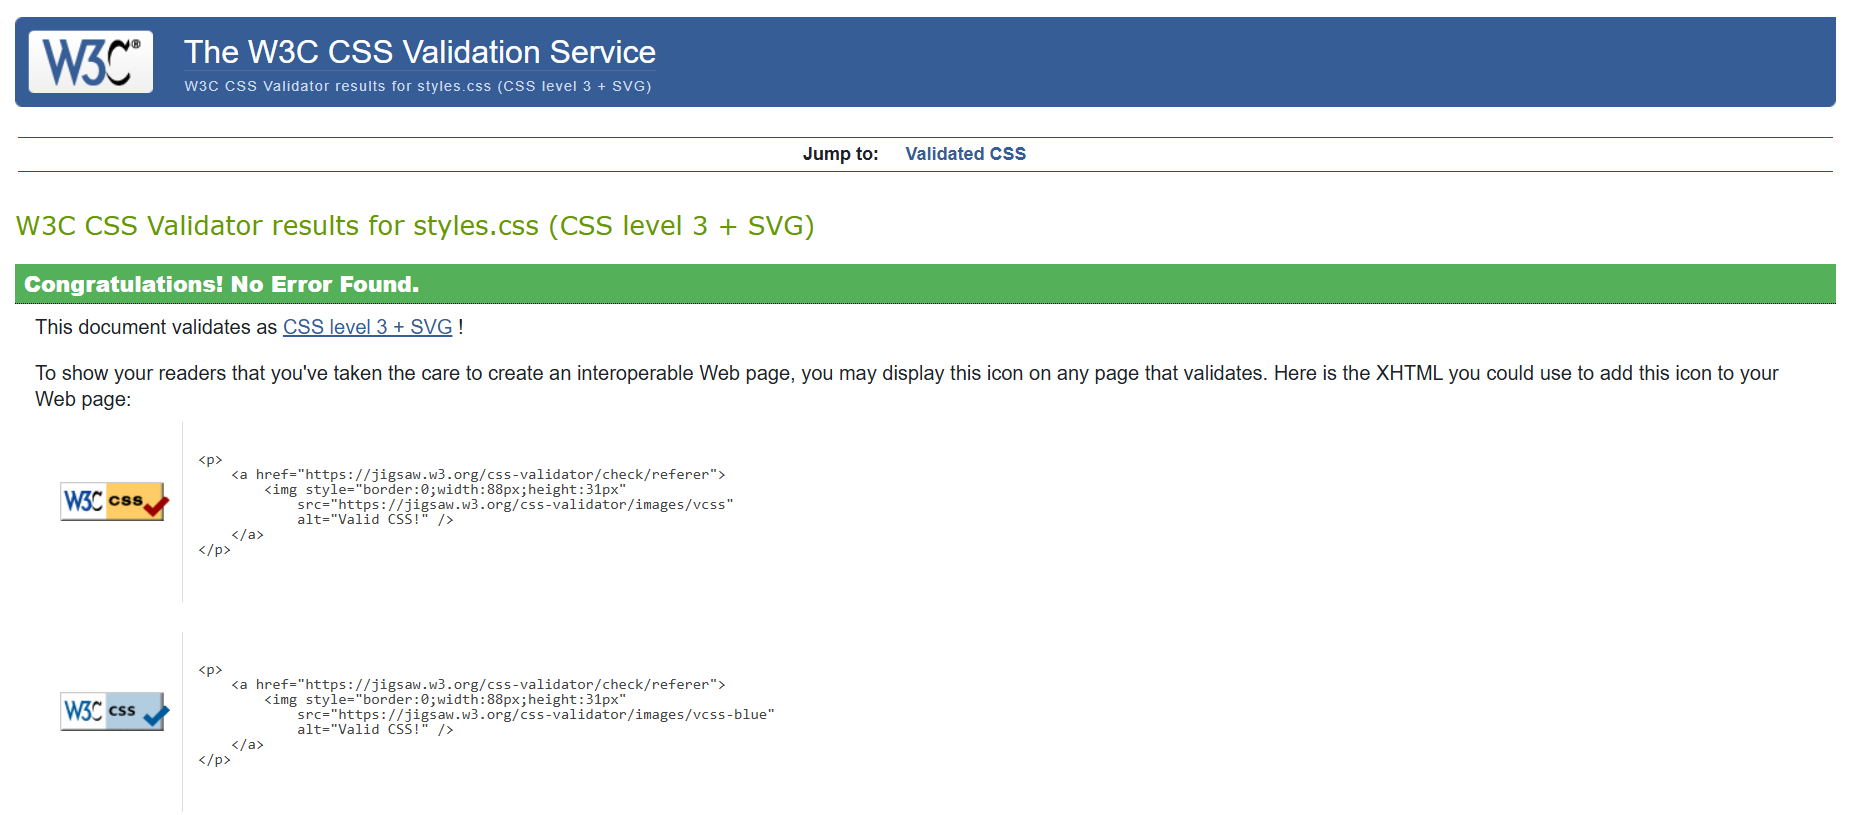 W3C®
The W3C CSS Validation Service
W3C CSS Validator results for styles.css (CSS level 3 + SVG)
Jump to: Validated CSS
W3C CSS Validator results for styles.css (CSS level 3 + SVG)
Congratulations! No Error Found.
This document validates as CSS level 3 + SVG !
To show your readers that you've taken the care to create an interoperable Web page, you may display this icon on any page that validates. Here is the XHTML you could use to add this icon to your
Web page:
W3C css
<p>
    <a href="https://jigsaw.w3.org/css-validator/check/referer">
        <img style="border:0;width:88px;height:31px"
            src="https://jigsaw.w3.org/css-validator/images/vcss"
            alt="Valid CSS!" />
    </a>
</p>
W3C css
<p>
    <a href="https://jigsaw.w3.org/css-validator/check/referer">
        <img style="border:0;width:88px;height:31px"
            src="https://jigsaw.w3.org/css-validator/images/vcss-blue"
            alt="Valid CSS!" />
    </a>
</p>